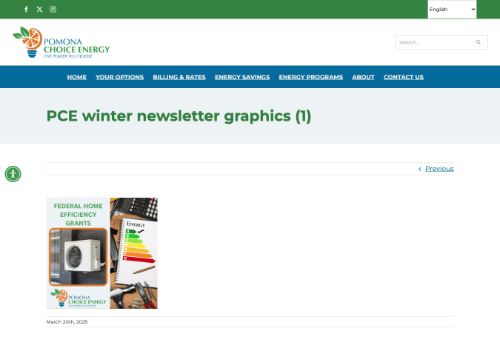 English
POMONA
CHOICE ENERGY
THE POWER TO CHOOSE
Search...
HOME YOUR OPTIONS BILLING & RATES ENERGY SAVINGS ENERGY PROGRAMS ABOUT CONTACT US
PCE winter newsletter graphics (1)
Previous
FEDERAL HOME
EFFICIENCY
GRANTS
ENERGY
POMONA
CHOICE ENERGY
March 20th, 2025